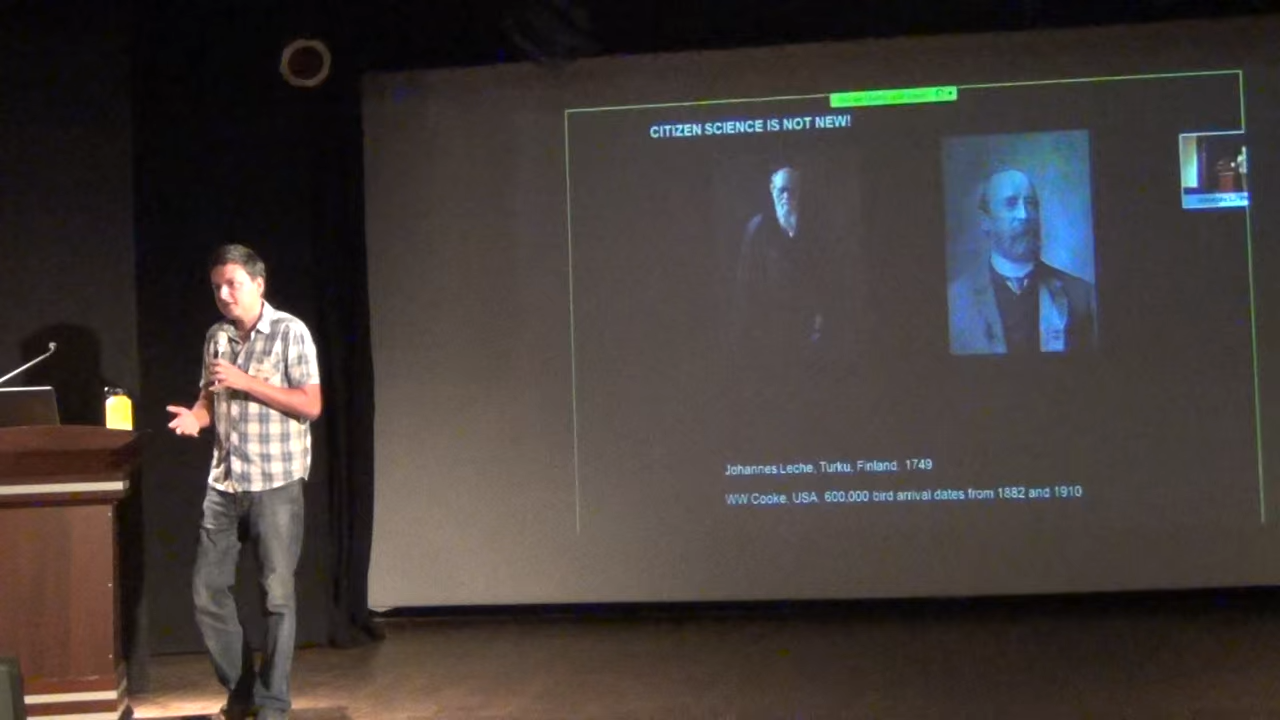 CITIZEN SCIENCE IS NOT NEW!
Johannes Leche, Turku, Finland. 1749
WW Cooke, USA. 600,000 bird arrival dates from 1882 and 1910